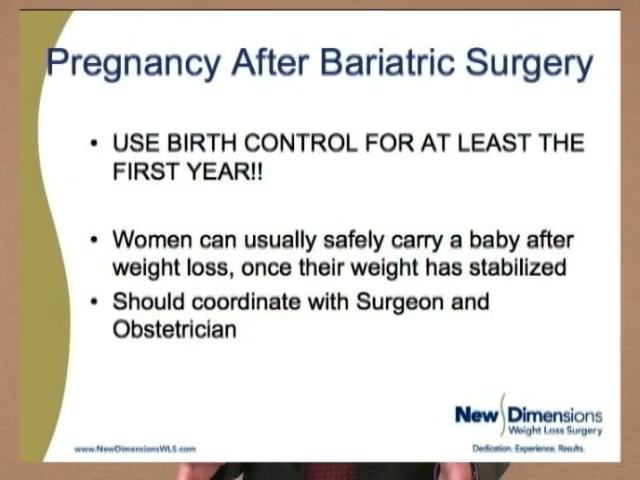 Pregnancy After Bariatric Surgery
• USE BIRTH CONTROL FOR AT LEAST THE
FIRST YEAR!!
• Women can usually safely carry a baby after
weight loss, once their weight has stabilized
• Should coordinate with Surgeon and
Obstetrician
New Dimensions
Weight Loss Surgery
www.NewDimensionsWLS.com
Dedication. Experience. Results.